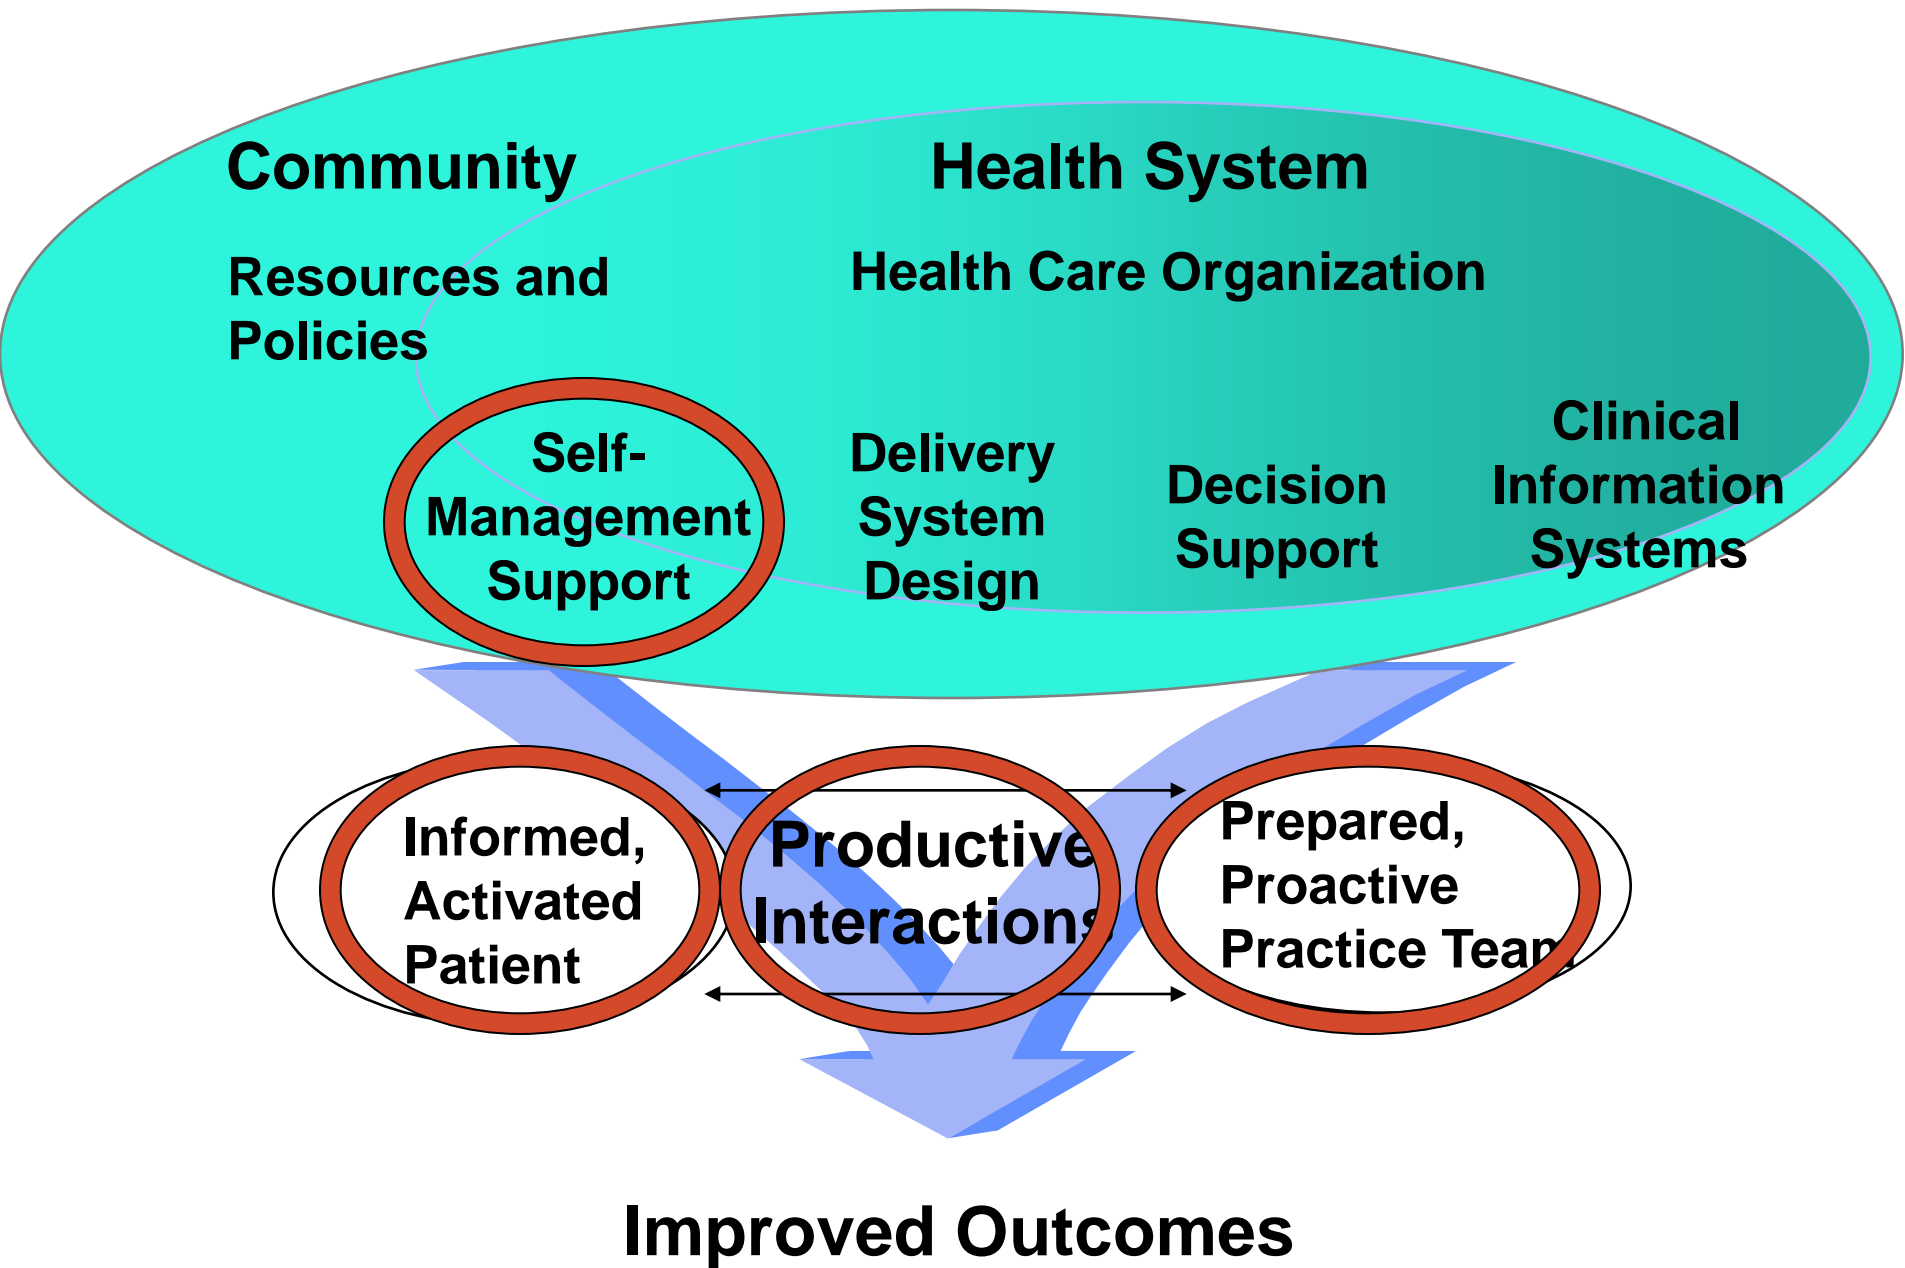 Community
Health System
Resources and
Policies
Health Care Organization
Self-
Management
Support
Delivery
System
Design
Decision
Support
Clinical
Information
Systems
Informed,
Activated
Patient
Productive
Interactions
Prepared,
Proactive
Practice Team
Improved Outcomes